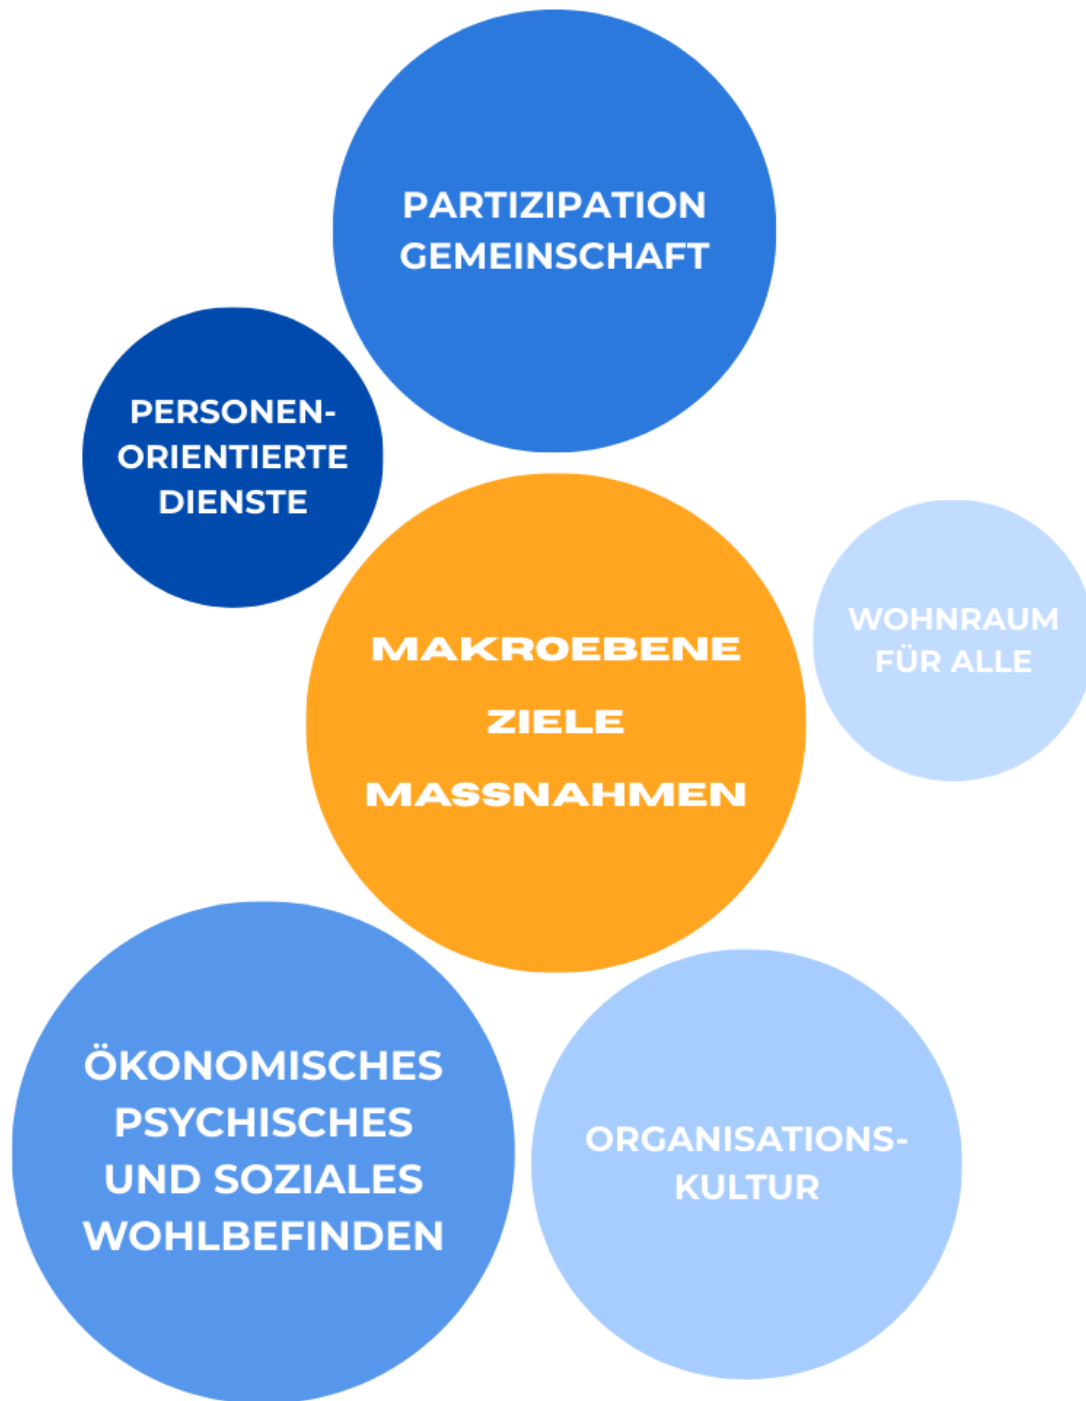 PARTIZIPATION
GEMEINSCHAFT
PERSONEN-
ORIENTIERTE
DIENSTE
MAKROEBENE
ZIELE
MASSNAHMEN
WOHNRAUM
FÜR ALLE
ÖKONOMISCHES
PSYCHISCHES
UND SOZIALES
WOHLBEFINDEN
ORGANISATIONS-
KULTUR